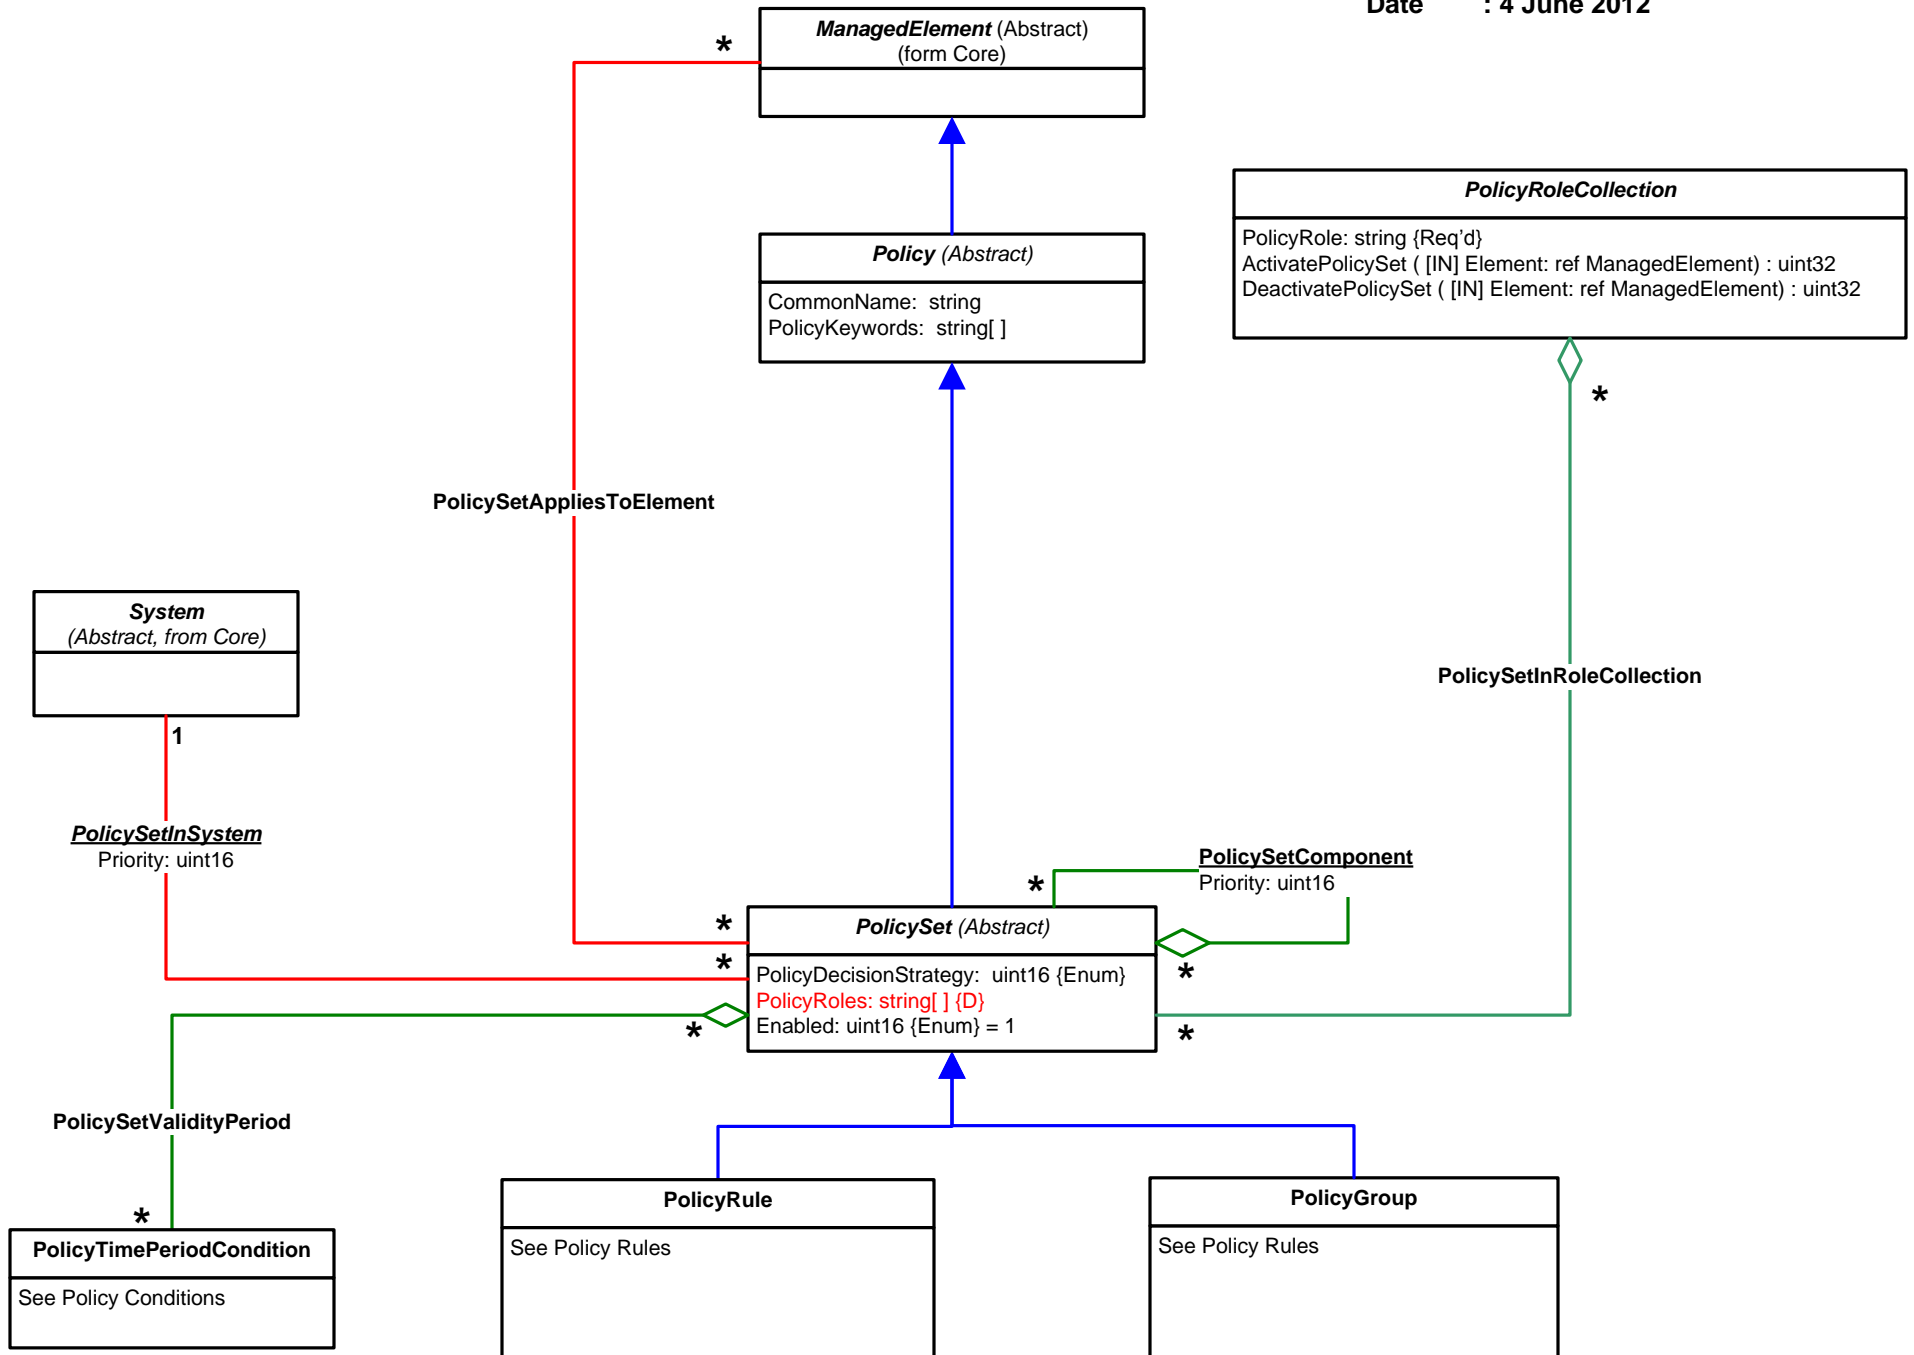 Date : 4 June 2012
*
ManagedElement (Abstract)
(form Core)
PolicyRoleCollection
PolicyRole: string {Req'd}
ActivatePolicySet ( [IN] Element: ref ManagedElement) : uint32
DeactivatePolicySet ( [IN] Element: ref ManagedElement) : uint32
*
Policy (Abstract)
CommonName: string
PolicyKeywords: string[ ]
PolicySetAppliesToElement
System
(Abstract, from Core)
1
PolicySetInRoleCollection
PolicySetInSystem
Priority: uint16
PolicySetComponent
Priority: uint16
*
*
*
PolicySet (Abstract)
PolicyDecisionStrategy: uint16 {Enum}
PolicyRoles: string[ ] {D}
Enabled: uint16 {Enum} = 1
*
*
*
PolicySetValidityPeriod
*
PolicyTimePeriodCondition
See Policy Conditions
PolicyRule
See Policy Rules
PolicyGroup
See Policy Rules